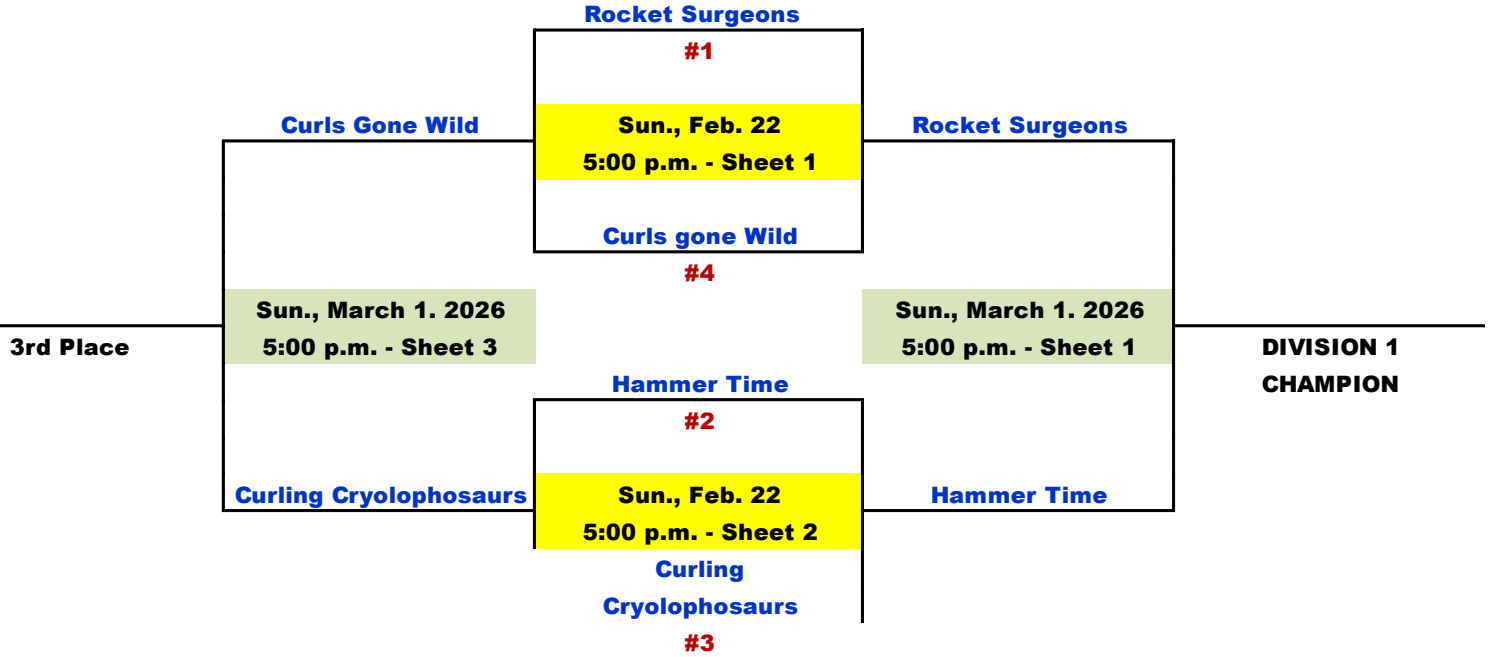 Rocket Surgeons
#1
Curls Gone Wild
Sun., Feb. 22
Rocket Surgeons
5:00 p.m. - Sheet 1
Curls gone Wild
#4
Sun., March 1. 2026
Sun., March 1. 2026
3rd Place
5:00 p.m. - Sheet 3
5:00 p.m. - Sheet 1
DIVISION 1
Hammer Time
CHAMPION
#2
Curling Cryolophosaurs
Sun., Feb. 22
Hammer Time
5:00 p.m. - Sheet 2
Curling
Cryolophosaurs
#3